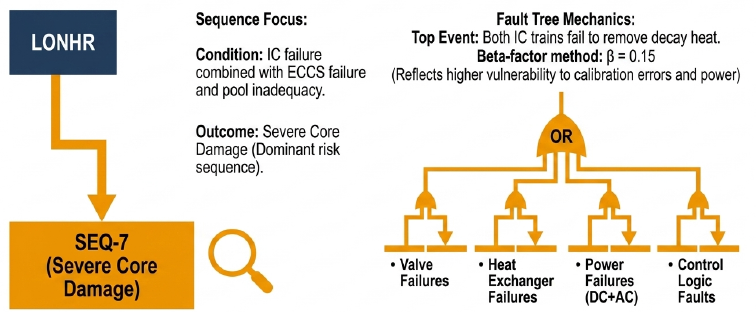 LONHR
SEQ-7
(Severe Core
Damage)
Sequence Focus:
Condition: IC failure
combined with ECCS failure
and pool inadequacy.
Outcome: Severe Core
Damage (Dominant risk
sequence).
Fault Tree Mechanics:
Top Event: Both IC trains fail to remove decay heat.
Beta-factor method: β = 0.15
(Reflects higher vulnerability to calibration errors and power)
OR
• Valve
Failures
• Heat
Exchanger
Failures
• Power
Failures
(DC+AC)
• Control
Logic
Faults